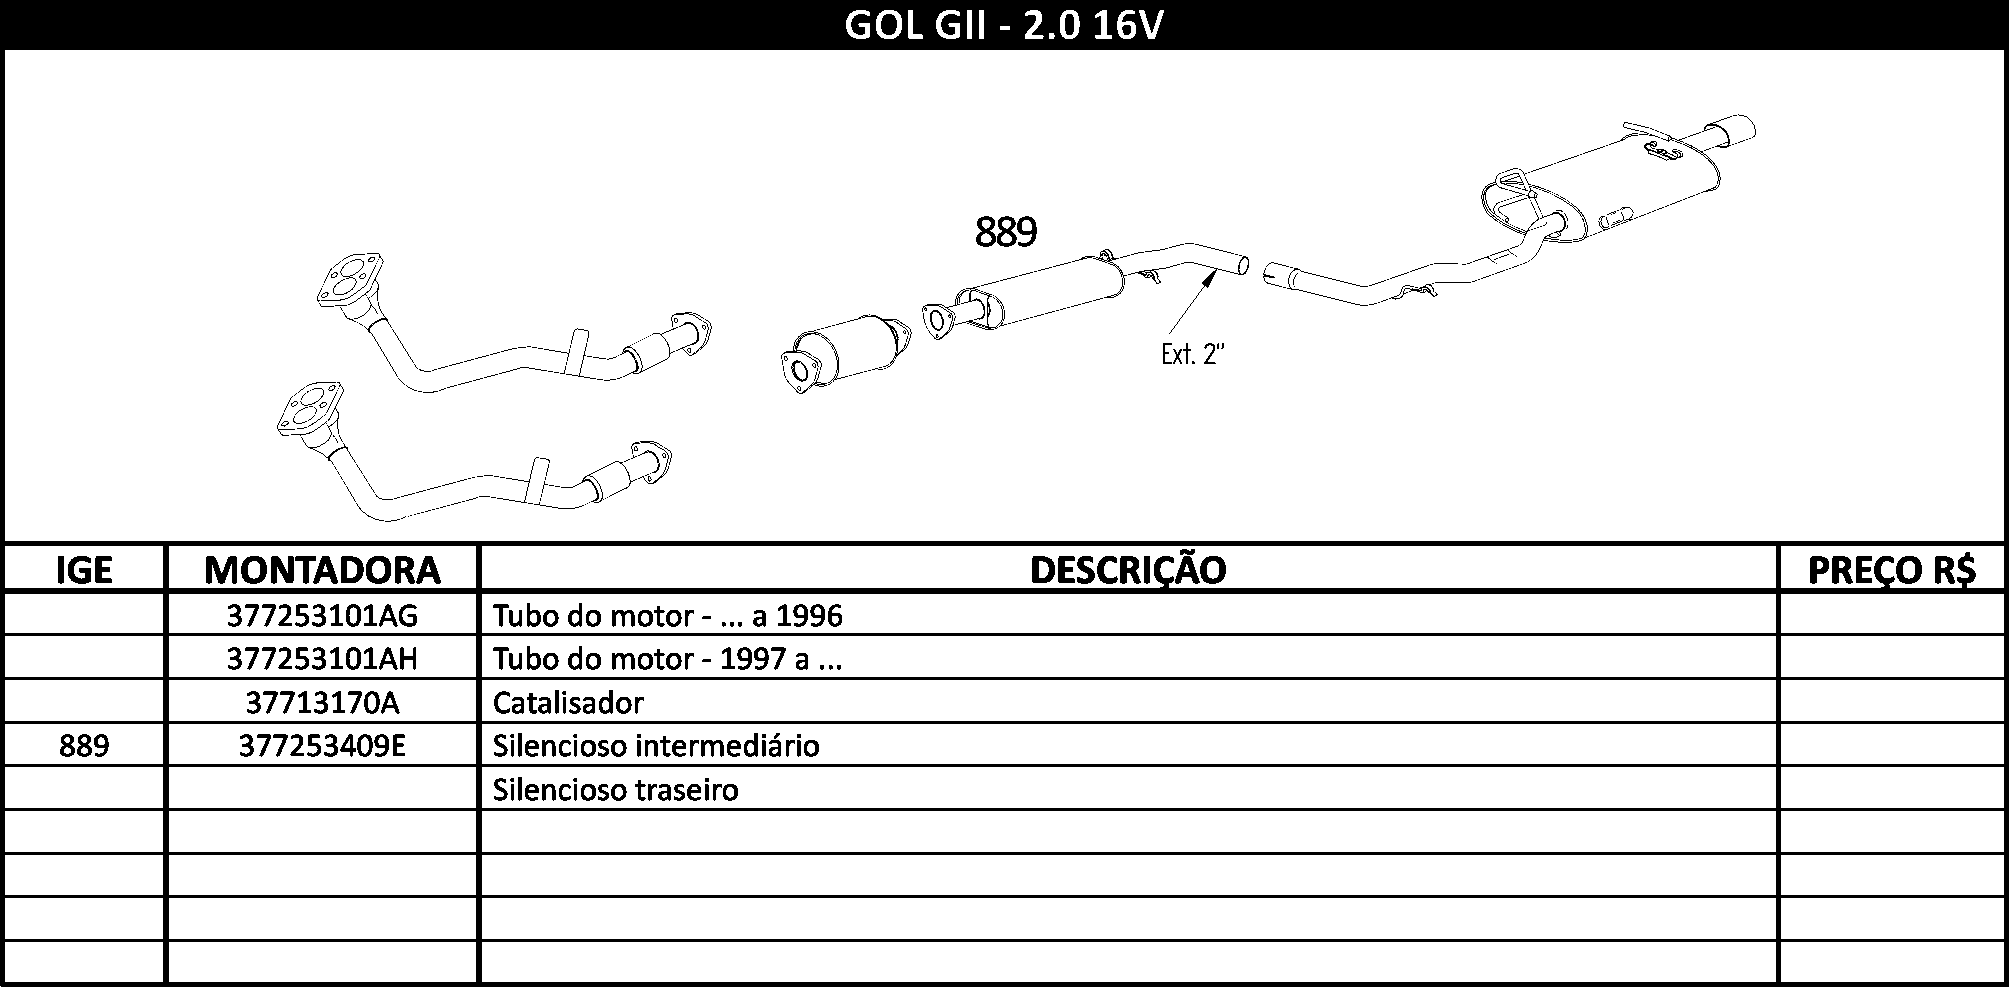 GOL GII - 2.0 16V
889
Ext. 2"
IGE MONTADORA DESCRIÇÃO PREÇO R$
377253101AG Tubo do motor - ... a 1996
377253101AH Tubo do motor - 1997 a ...
37713170A Catalisador
889 377253409E Silencioso intermediário
Silencioso traseiro